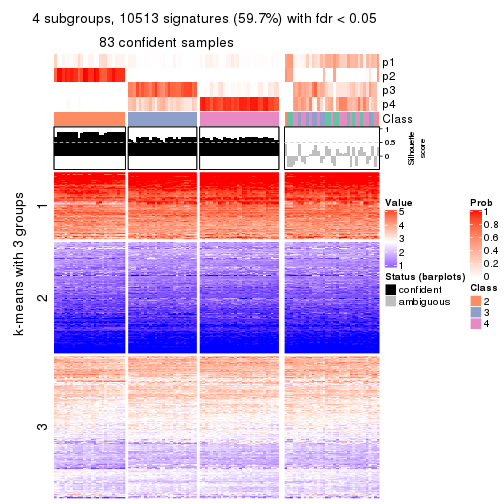 4 subgroups, 10513 signatures (59.7%) with fdr < 0.05
83 confident samples
p1
p2
p3
p4
Class
1
0.5
0
Silhouette
score
k-means with 3 groups
1
2
3
Value
5
4
3
2
1
Status (barplots)
confident
ambiguous
Prob
1
0.8
0.6
0.4
0.2
0
Class
2
3
4